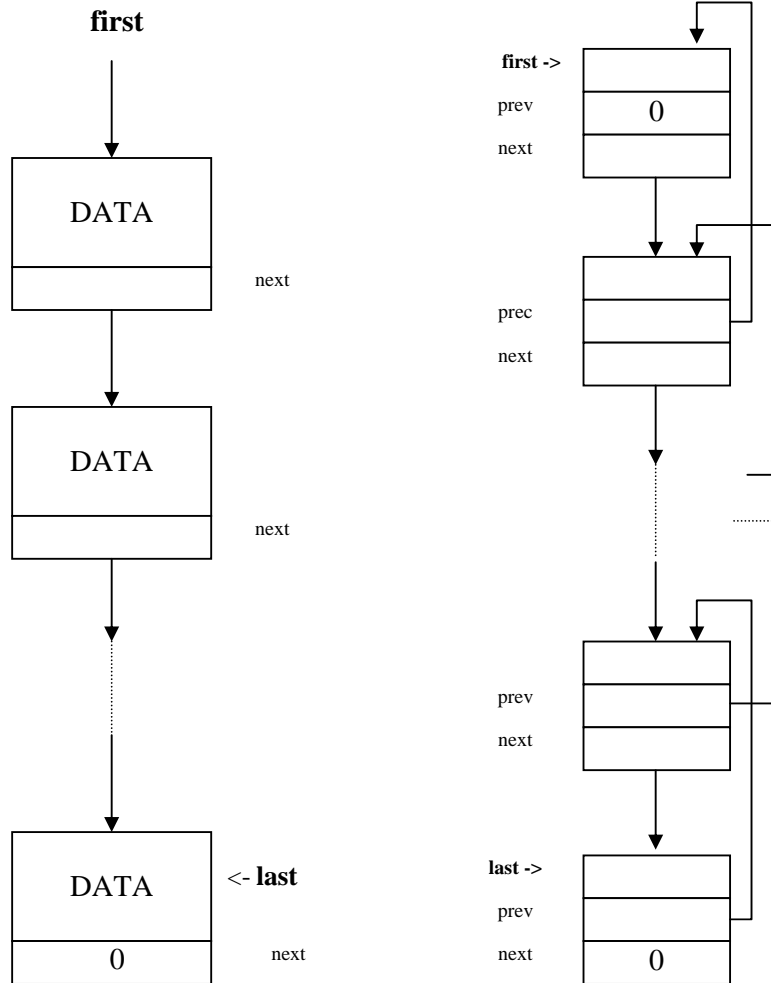 first
DATA
next
DATA
next
DATA
<- last
0
next
first ->
prev
0
next
prec
next
prev
next
last ->
prev
next
0